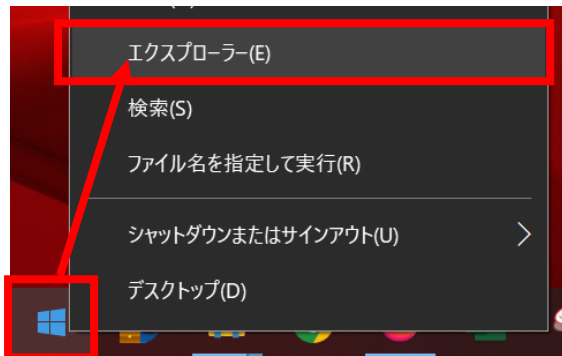 エクスプローラー(E)
検索(S)
ファイル名を指定して実行(R)
シャットダウンまたはサインアウト(U)
デスクトップ(D)